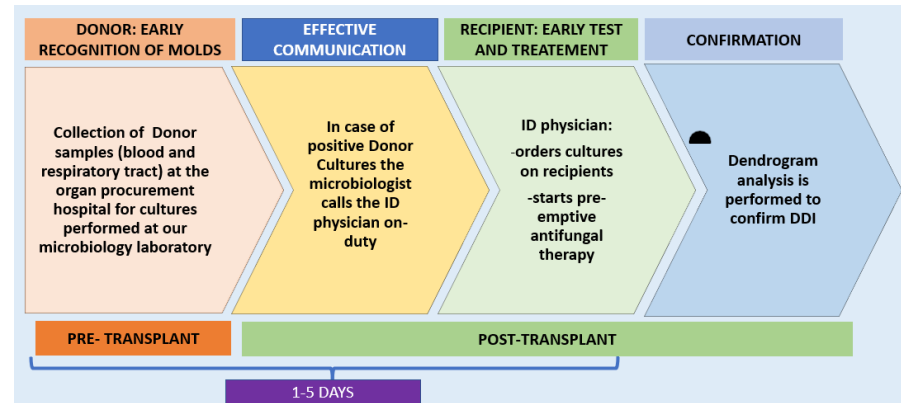 DONOR: EARLY
RECOGNITION OF MOLDS
EFFECTIVE
COMMUNICATION
RECIPIENT: EARLY TEST
AND TREATEMENT
CONFIRMATION
Collection of Donor
samples (blood and
respiratory tract) at the
organ procurement
hospital for cultures
performed at our
microbiology laboratory
In case of
positive Donor
Cultures the
microbiologist
calls the ID
physician on-
duty
ID physician:
-orders cultures
on recipients
-starts pre-
emptive
antifungal
therapy
Dendrogram
analysis is
performed to
confirm DDI
PRE- TRANSPLANT
POST-TRANSPLANT
1-5 DAYS